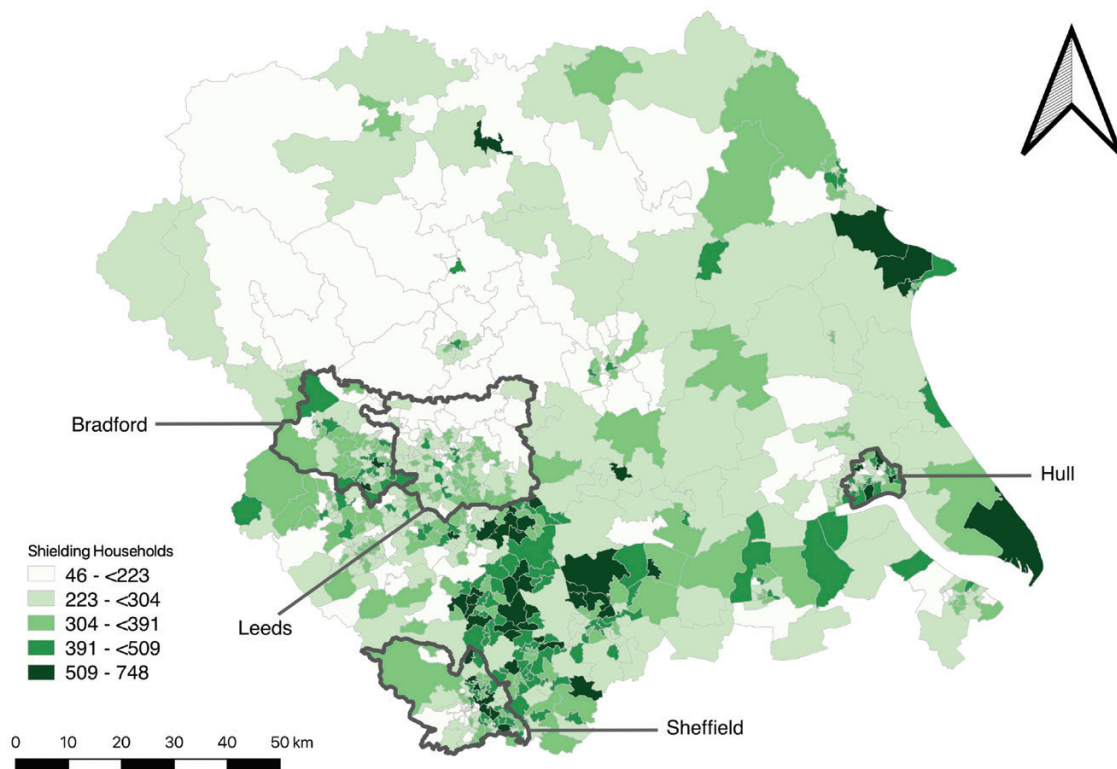 Bradford
Hull
Shielding Households
46 - <223
223 - <304
304 - <391
391 - <509
509 - 748
Leeds
Sheffield
0 10 20 30 40 50 km